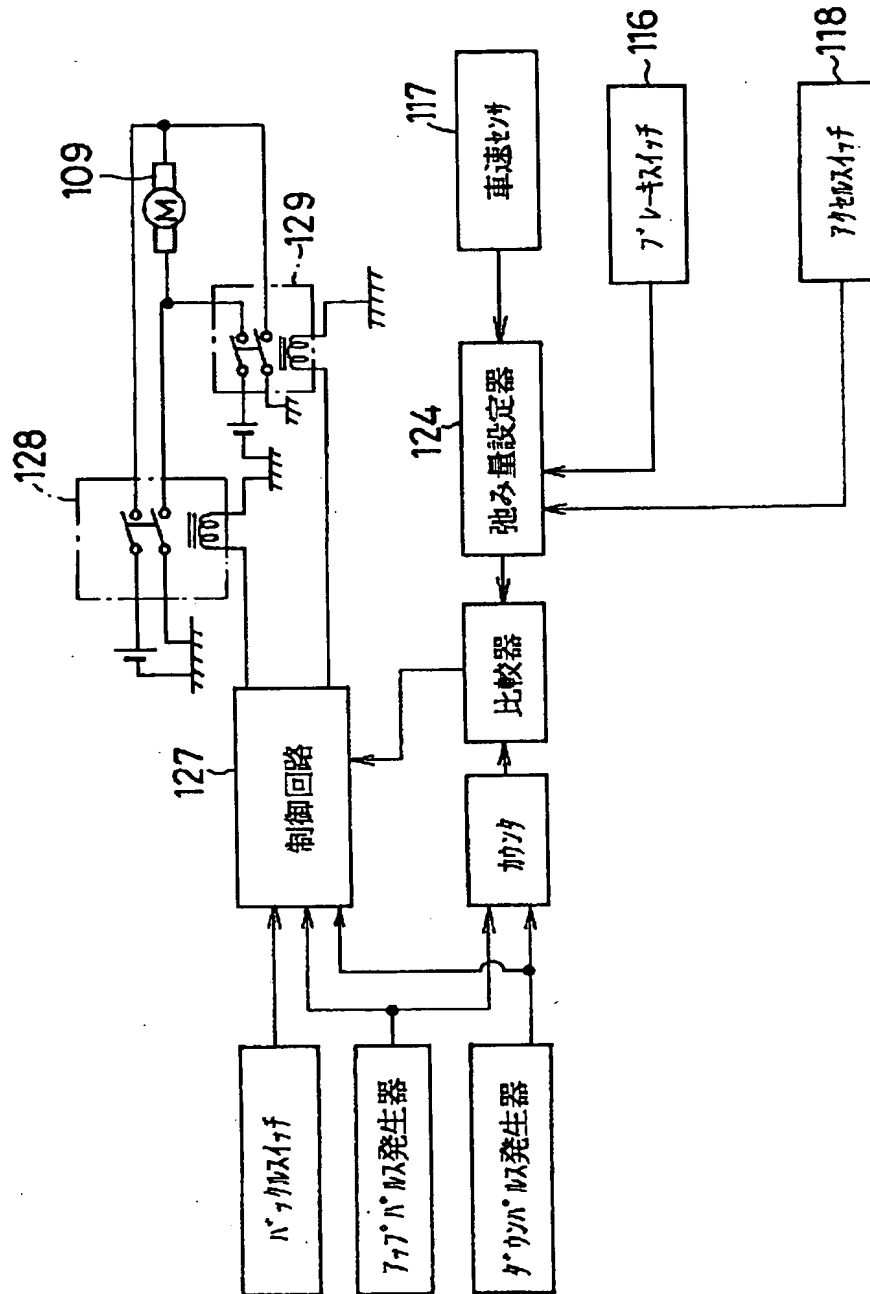 128
109
M
129
127
制御回路
バックルスイッチ
アップパルス発生器
ダウンパルス発生器
カウンタ
比較器
124
弛み量設定器
117
車速センサ
ブレーキスイッチ
116
アクセルスイッチ
118